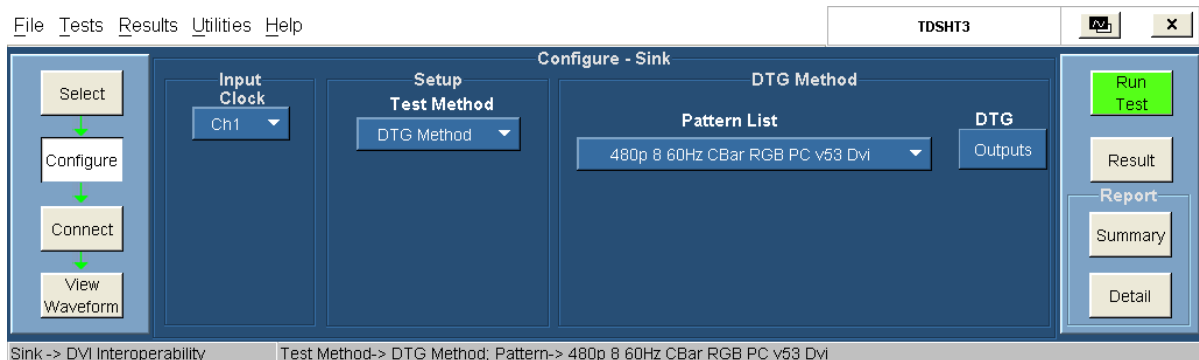 File Tests Results Utilities Help
TDSHT3
x
Configure - Sink
Select
Configure
Connect
View
Waveform
Input
Clock
Ch1
Setup
Test Method
DTG Method
DTG Method
Pattern List
480p 8 60Hz CBar RGB PC v53 Dvi
DTG
Outputs
Run
Test
Result
Report
Summary
Detail
Sink -> DVI Interoperability
Test Method-> DTG Method; Pattern-> 480p 8 60Hz CBar RGB PC v53 Dvi